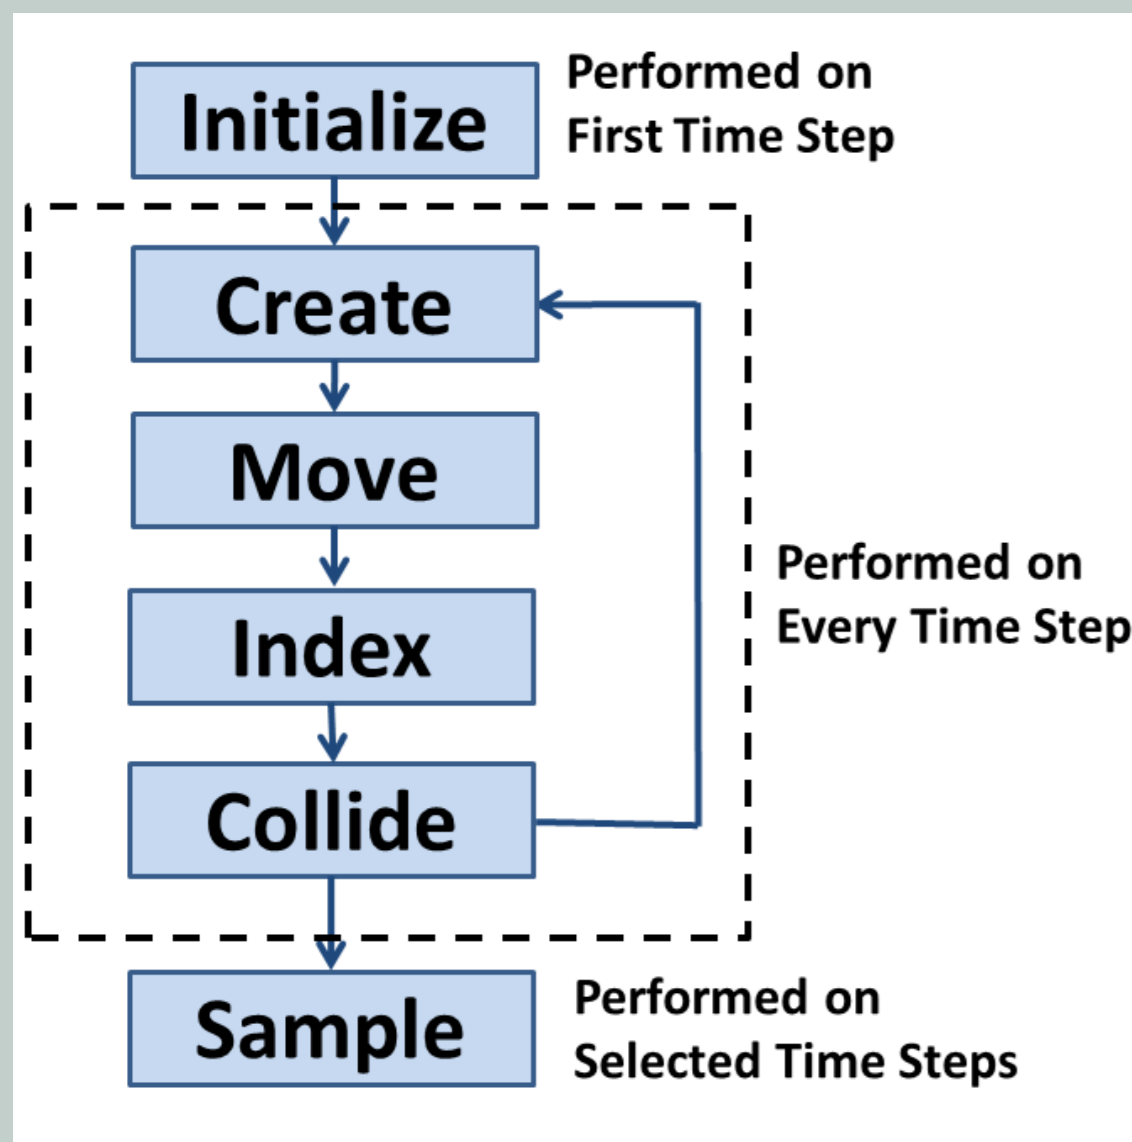 Initialize
Performed on
First Time Step
Create
Move
Index
Performed on
Every Time Step
Collide
Sample
Performed on
Selected Time Steps